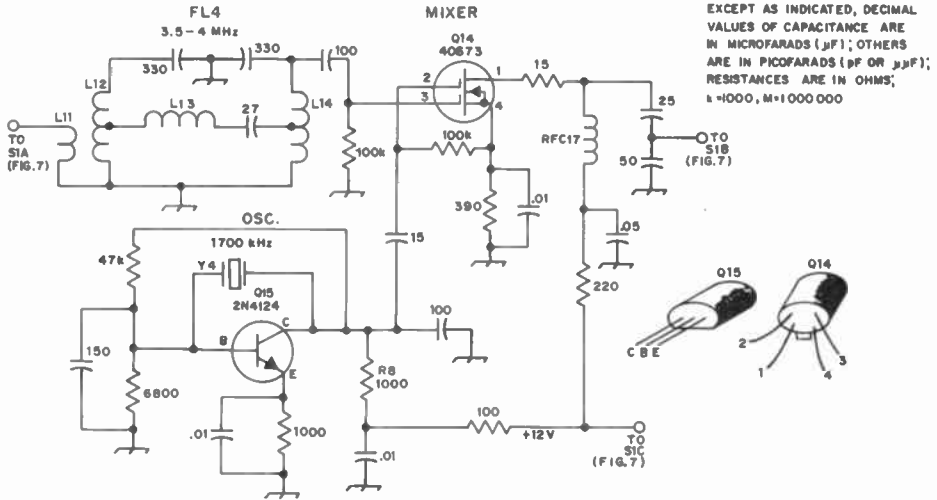 FL4
3.5-4 MHz
330
330
100
L12
L13
27
L14
L11
TO
S1A
(FIG.7)
100k
MIXER
Q14
40673
2
3
1
4
15
100k
390
.01
15
RFC17
25
50
TO
S1B
(FIG.7)
.05
220
EXCEPT AS INDICATED, DECIMAL
VALUES OF CAPACITANCE ARE
IN MICROFARADS (µF); OTHERS
ARE IN PICOFARADS (pF OR µµF);
RESISTANCES ARE IN OHMS;
k=1000, M=1000000
OSC.
1700 kHz
Y4
Q15
2N4124
47k
150
6800
B
C
E
.01
1000
R8
1000
100
.01
100
+12V
TO
S1C
(FIG.7)
Q15
C B E
Q14
2
1
4
3